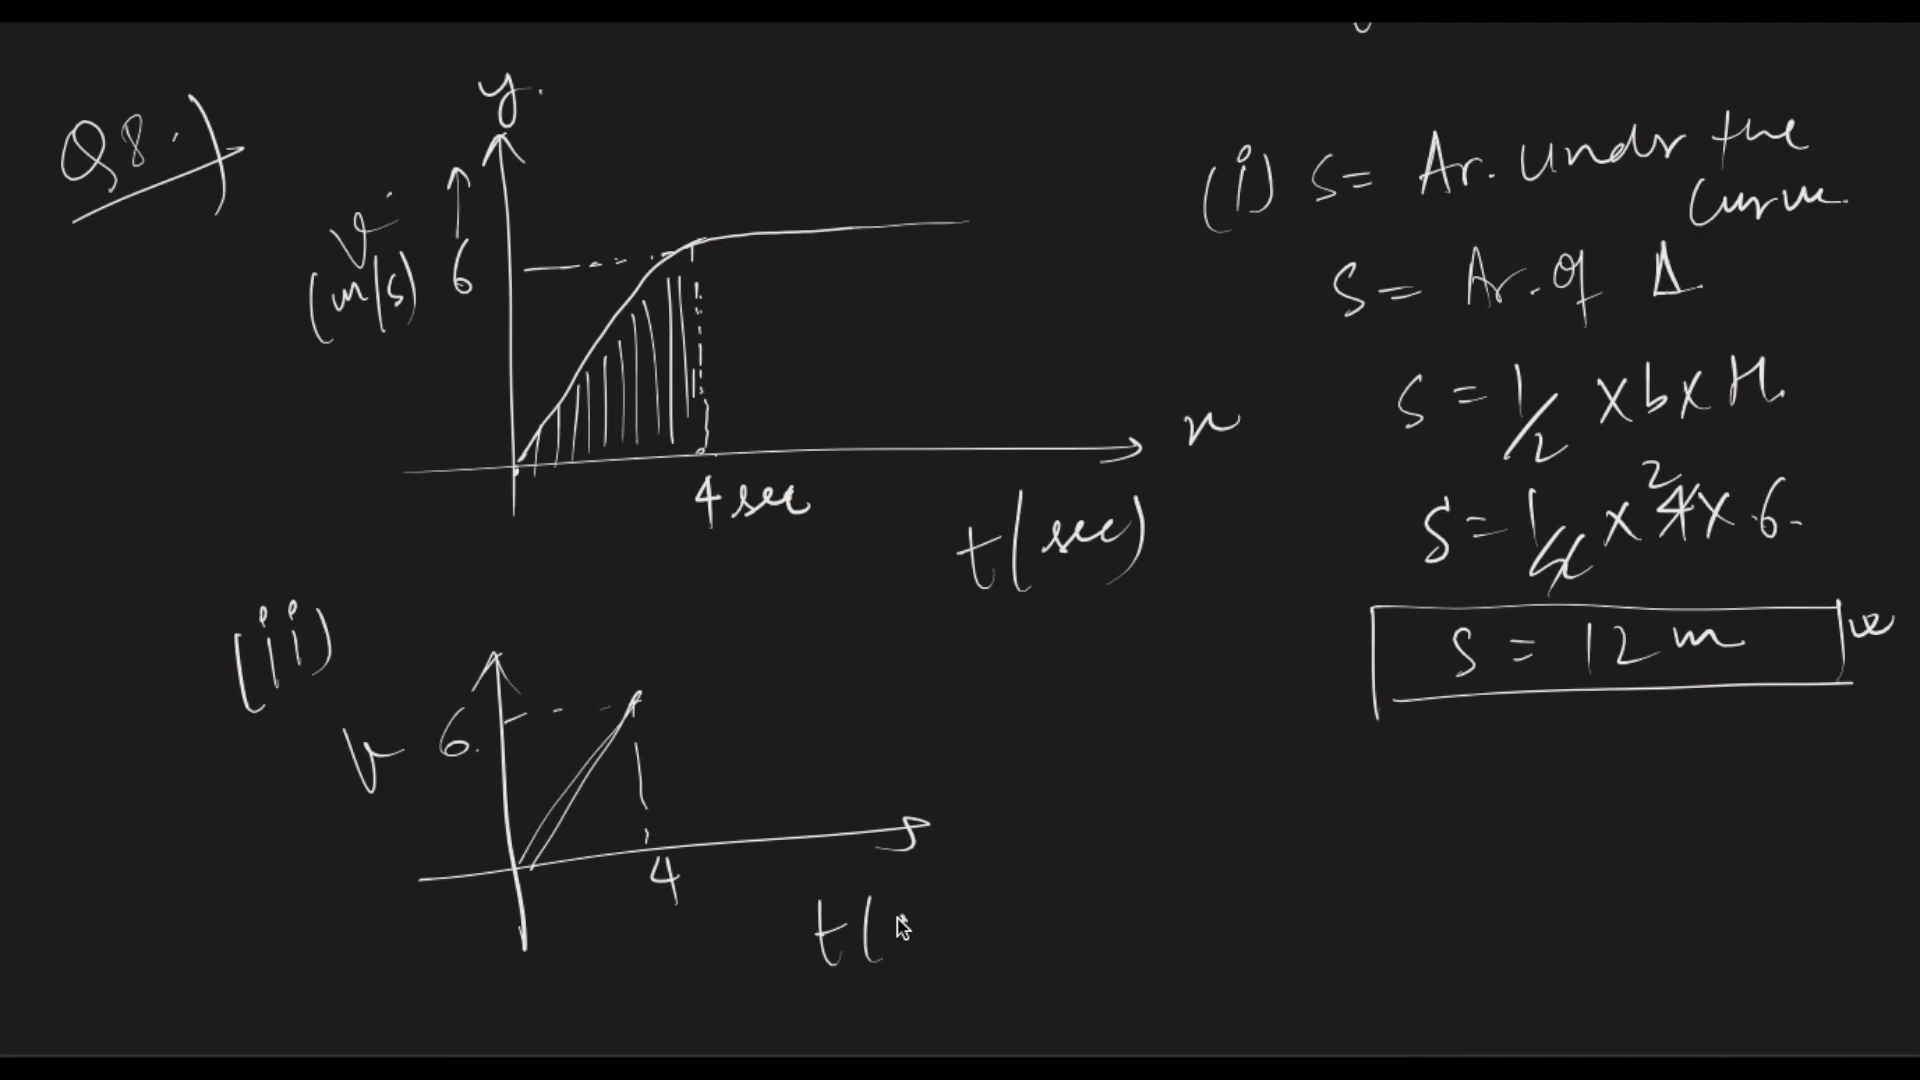 Q8.)
y.
v
(m/s)
6
4 sec
x
t(sec)
(i) S = Ar. under the
curve.
S = Ar. of Δ
S = 1/2 x b x H.
S = 1/2 x 4 x 6.
2
S = 12 m
(ii)
v
6.
4
t(